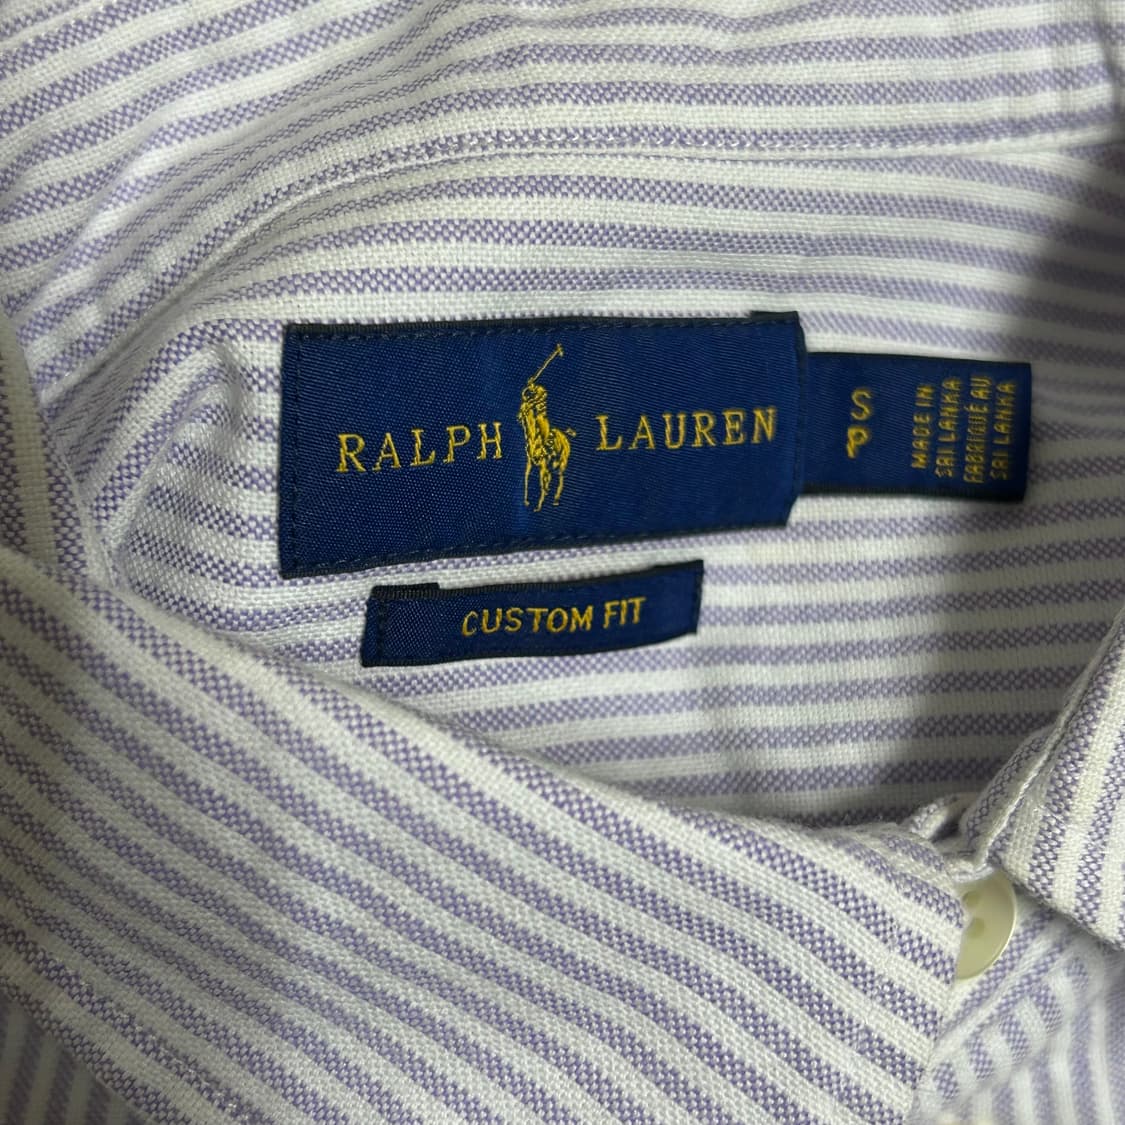 RALPH LAUREN
CUSTOM FIT
S
P
MADE IN
SRI LANKA
FABRIQUÉ AU
SRI LANKA